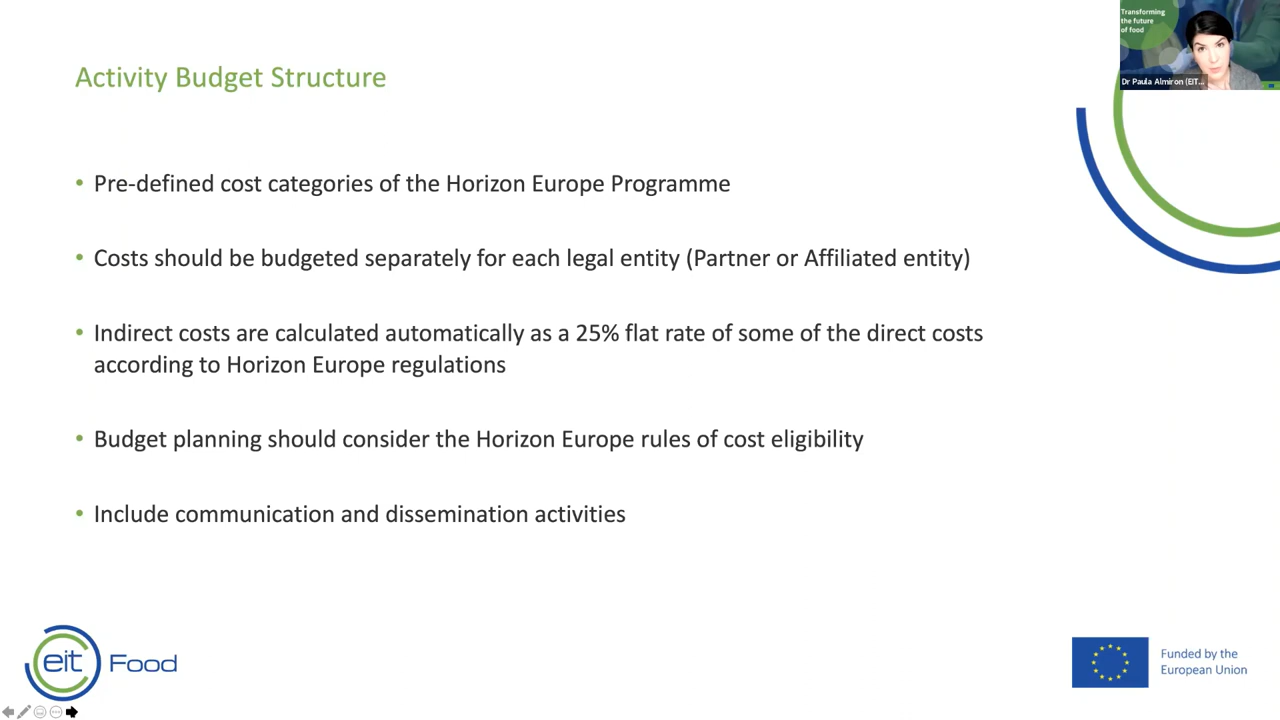 Transforming
the future
of food
Dr Paula Almiron (EIT...
Activity Budget Structure
• Pre-defined cost categories of the Horizon Europe Programme
• Costs should be budgeted separately for each legal entity (Partner or Affiliated entity)
• Indirect costs are calculated automatically as a 25% flat rate of some of the direct costs
according to Horizon Europe regulations
• Budget planning should consider the Horizon Europe rules of cost eligibility
• Include communication and dissemination activities
eit Food
Funded by the
European Union